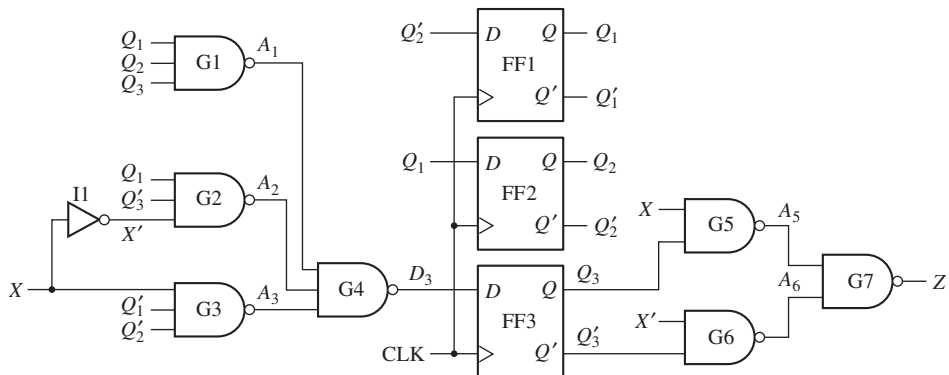 Q₁
Q₂
Q₃
G1
A₁
I1
X′
Q₁
Q₃′
G2
A₂
X
Q₁′
Q₂′
G3
A₃
G4
D₃
CLK
Q₂′
D
Q
FF1
Q′
Q₁
Q₁′
Q₁
D
Q
FF2
Q′
Q₂
Q₂′
D
Q
FF3
Q′
Q₃
Q₃′
X
G5
A₅
X′
G6
A₆
G7
Z